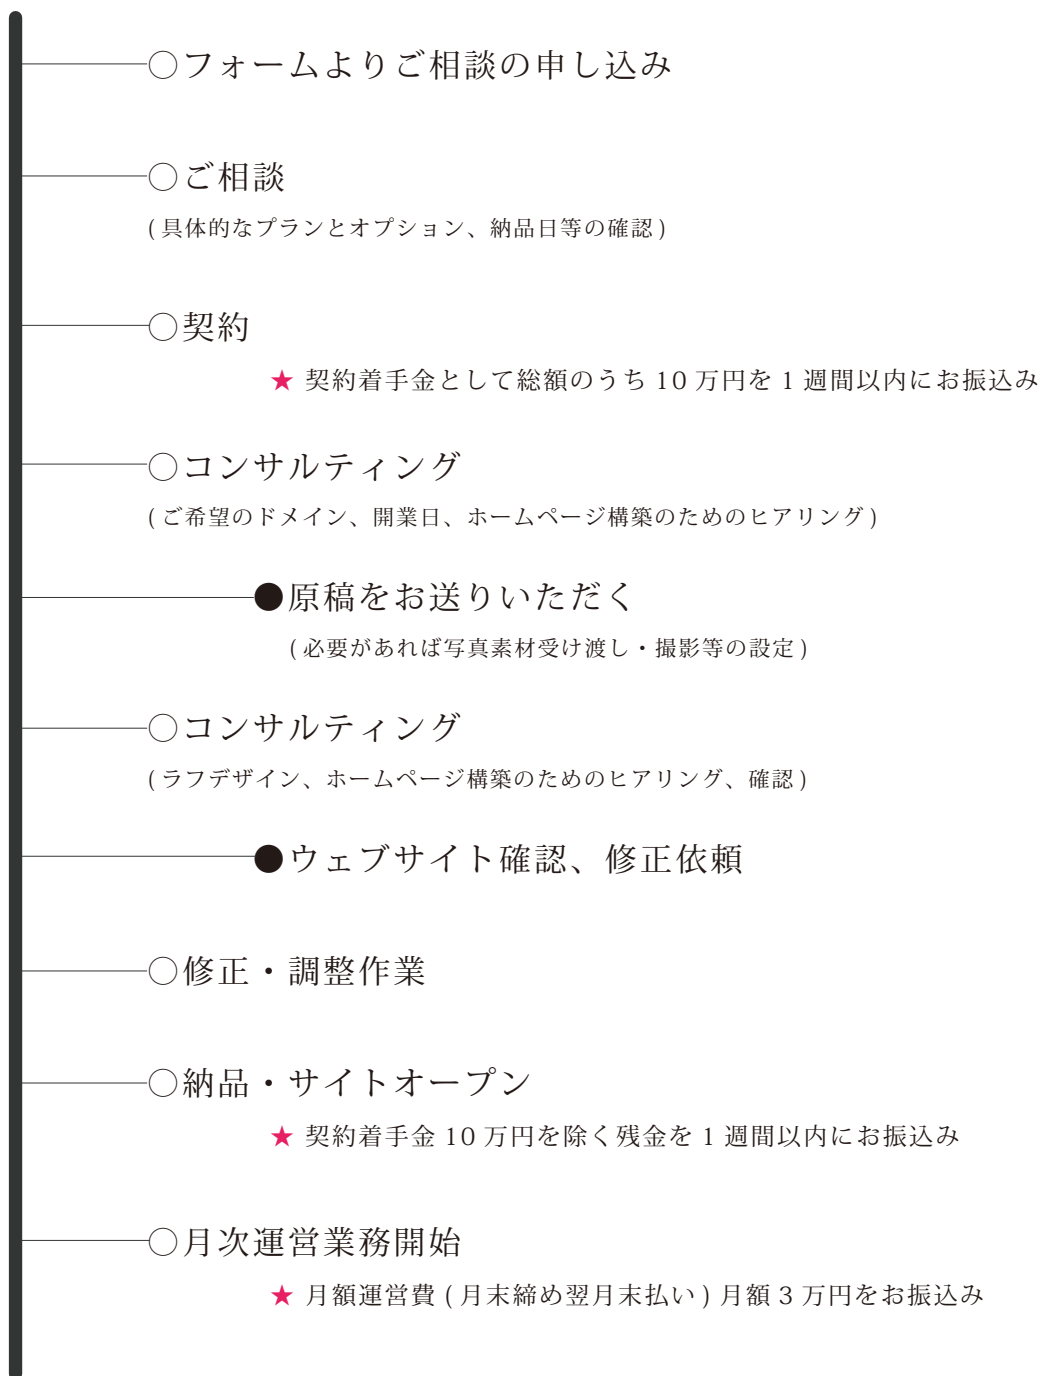 ○フォームよりご相談の申し込み
○ご相談
(具体的なプランとオプション、納品日等の確認)
○契約
★ 契約着手金として総額のうち 10 万円を 1 週間以内にお振込み
○コンサルティング
(ご希望のドメイン、開業日、ホームページ構築のためのヒアリング)
●原稿をお送りいただく
(必要があれば写真素材受け渡し・撮影等の設定)
○コンサルティング
(ラフデザイン、ホームページ構築のためのヒアリング、確認)
●ウェブサイト確認、修正依頼
○修正・調整作業
○納品・サイトオープン
★ 契約着手金 10 万円を除く残金を 1 週間以内にお振込み
○月次運営業務開始
★ 月額運営費 (月末締め翌月末払い) 月額 3 万円をお振込み